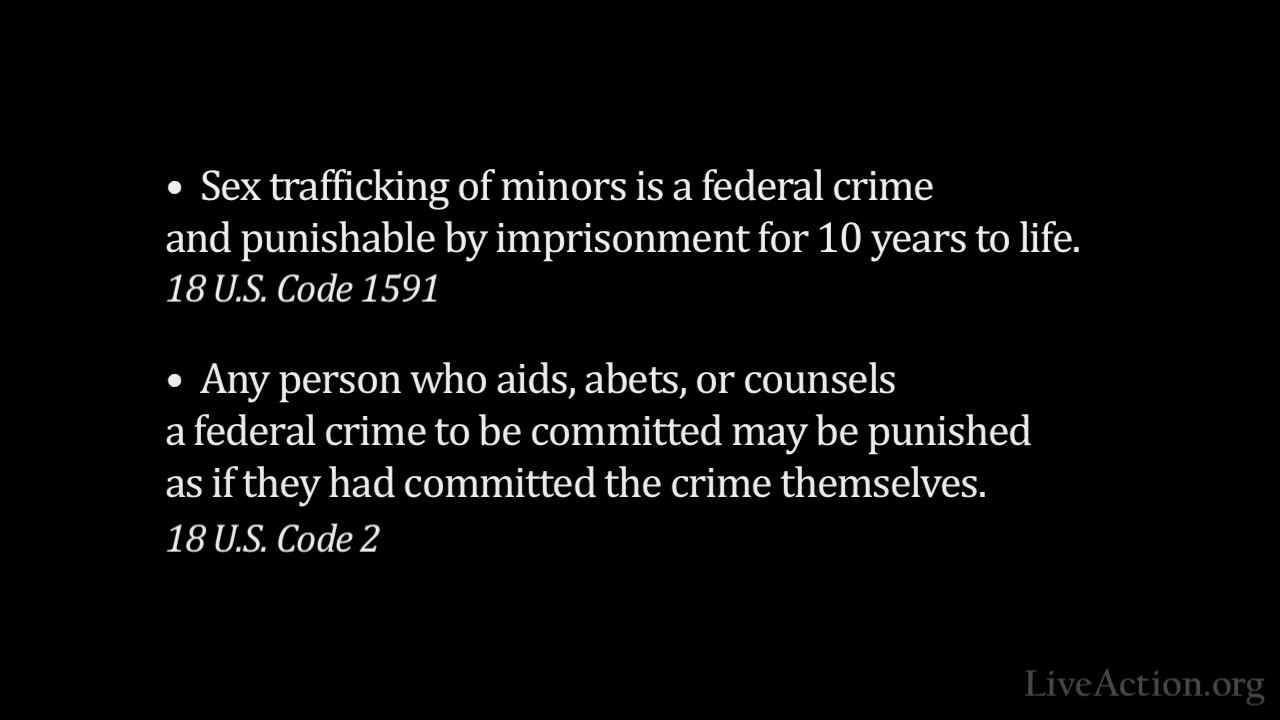 • Sex trafficking of minors is a federal crime
and punishable by imprisonment for 10 years to life.
18 U.S. Code 1591
• Any person who aids, abets, or counsels
a federal crime to be committed may be punished
as if they had committed the crime themselves.
18 U.S. Code 2
LiveAction.org